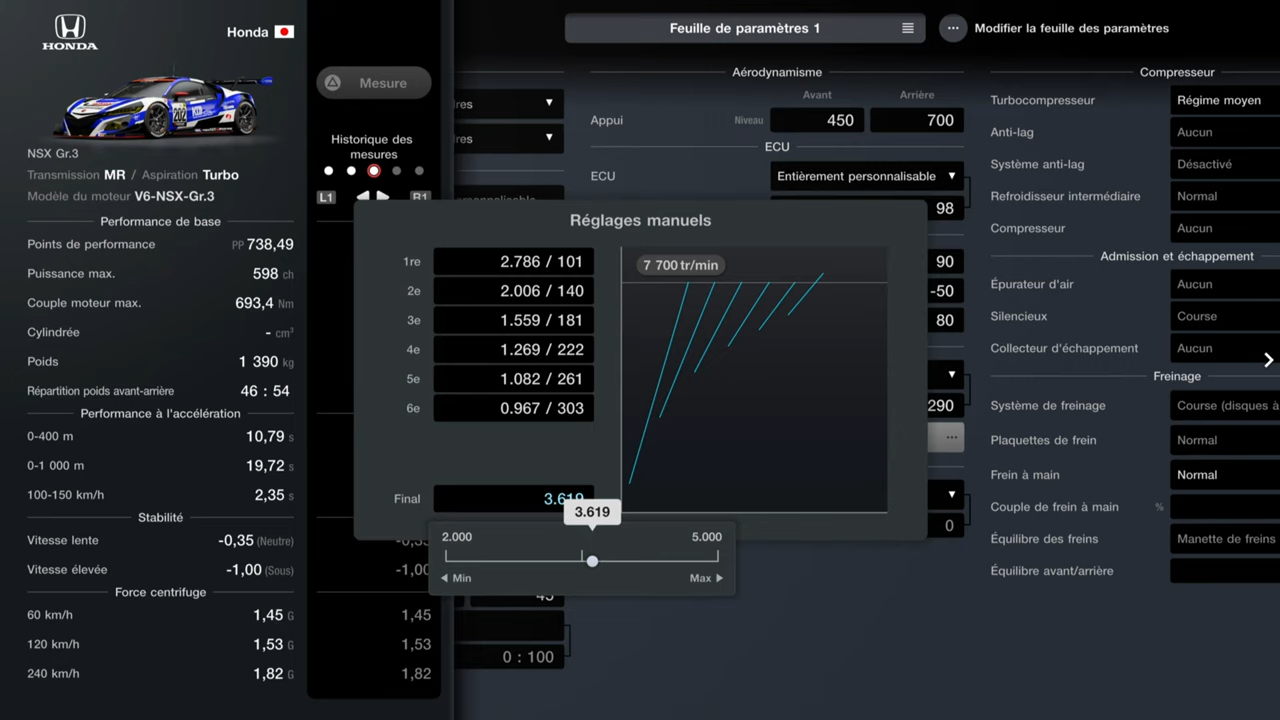 HONDA
Honda
NSX Gr.3
Transmission MR / Aspiration Turbo
Modèle du moteur V6-NSX-Gr.3
Performance de base
Points de performance PP 738,49
Puissance max. 598 ch
Couple moteur max. 693,4 Nm
Cylindrée - cm³
Poids 1 390 kg
Répartition poids avant-arrière 46 : 54
Performance à l'accélération
0-400 m 10,79 s
0-1 000 m 19,72 s
100-150 km/h 2,35 s
Stabilité
Vitesse lente -0,35 (Neutre)
Vitesse élevée -1,00 (Sous)
Force centrifuge
60 km/h 1,45 G
120 km/h 1,53 G
240 km/h 1,82 G
Mesure
Historique des
mesures
L1 R1
-1,00
1,45
1,53
1,82
Feuille de paramètres 1
Modifier la feuille des paramètres
Aérodynamisme
Avant Arrière
Appui Niveau 450 700
ECU
ECU Entièrement personnalisable
98
90
-50
80
290
0
0 : 100
Réglages manuels
7 700 tr/min
1re 2.786 / 101
2e 2.006 / 140
3e 1.559 / 181
4e 1.269 / 222
5e 1.082 / 261
6e 0.967 / 303
Final 3.619
3.619
2.000 5.000
Min Max
Compresseur
Turbocompresseur Régime moyen
Anti-lag Aucun
Système anti-lag Désactivé
Refroidisseur intermédiaire Normal
Compresseur Aucun
Admission et échappement
Épurateur d'air Aucun
Silencieux Course
Collecteur d'échappement Aucun
Freinage
Système de freinage Course (disques à
Plaquettes de frein Normal
Frein à main Normal
Couple de frein à main %
Équilibre des freins Manette de freins
Équilibre avant/arrière